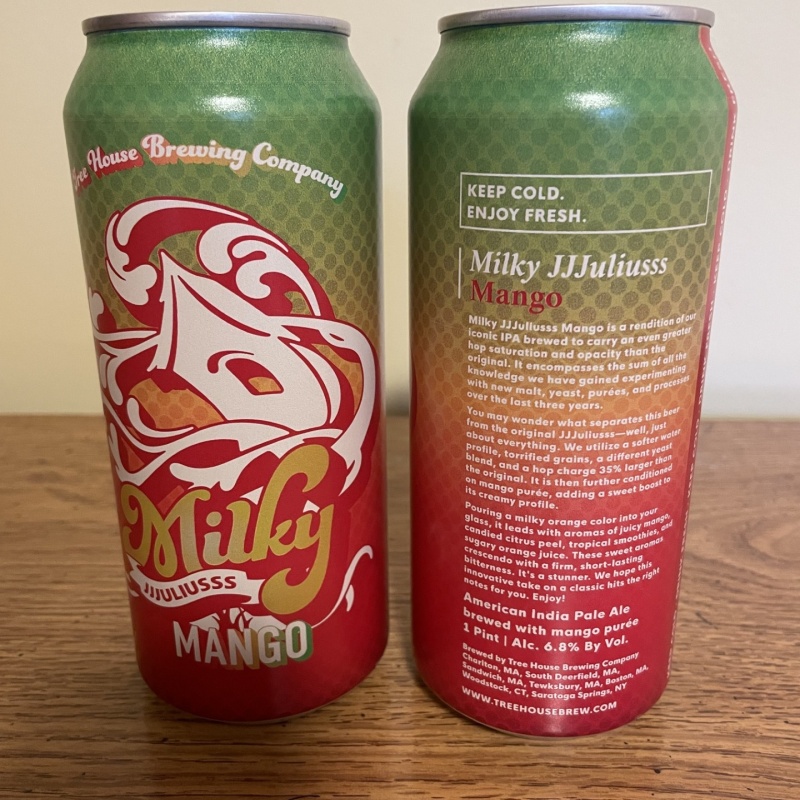 Tree House Brewing Company
Milky
JJJULIUSSS
MANGO
KEEP COLD.
ENJOY FRESH.
Milky JJJuliusss
Mango
Milky JJJuliusss Mango is a rendition of our
iconic IPA brewed to carry an even greater
hop saturation and opacity than the
original. It encompasses the sum of all the
knowledge we have gained experimenting
with new malt, yeast, purées, and processes
over the last three years.
You may wonder what separates this beer
from the original JJJuliusss—well, just
about everything. We utilize a softer water
profile, torrified grains, a different yeast
blend, and a hop charge 35% larger than
the original. It is then further conditioned
on mango purée, adding a sweet boost to
its creamy profile.
Pouring a milky orange color into your
glass, it leads with aromas of juicy mango,
candied citrus peel, tropical smoothies, and
sugary orange juice. These sweet aromas
crescendo with a firm, short-lasting
bitterness. It's a stunner. We hope this
innovative take on a classic hits the right
notes for you. Enjoy!
American India Pale Ale
brewed with mango purée
1 Pint | Alc. 6.8% By Vol.
Brewed by Tree House Brewing Company
Charlton, MA, South Deerfield, MA,
Sandwich, MA, Tewksbury, MA, Boston, MA,
Woodstock, CT, Saratoga Springs, NY
WWW.TREEHOUSEBREW.COM